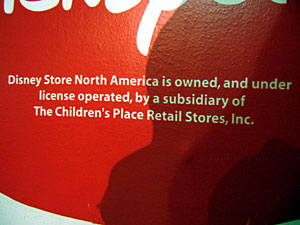 Disney Store North America is owned, and under
license operated, by a subsidiary of
The Children's Place Retail Stores, Inc.